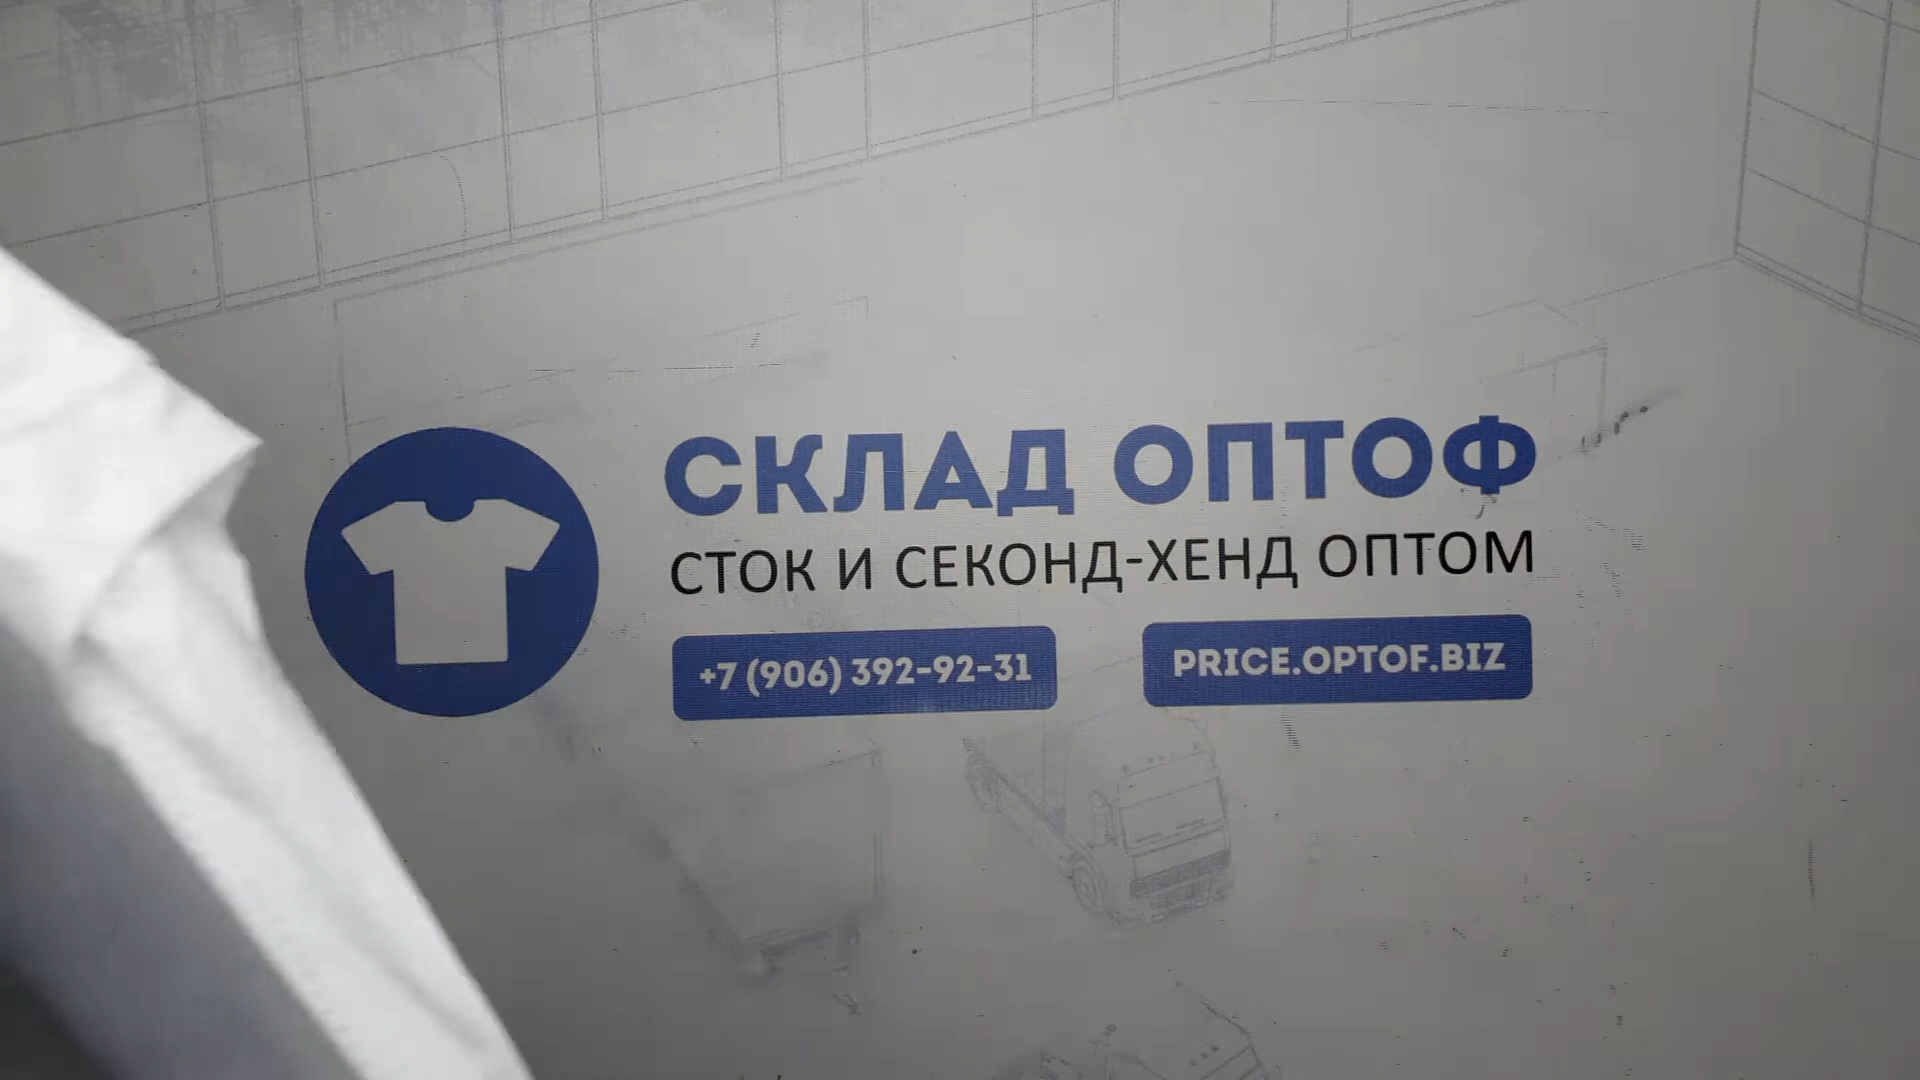 СКЛАД ОПТОФ
СТОК И СЕКОНД-ХЕНД ОПТОМ
+7 (906) 392-92-31
PRICE.OPTOF.BIZ